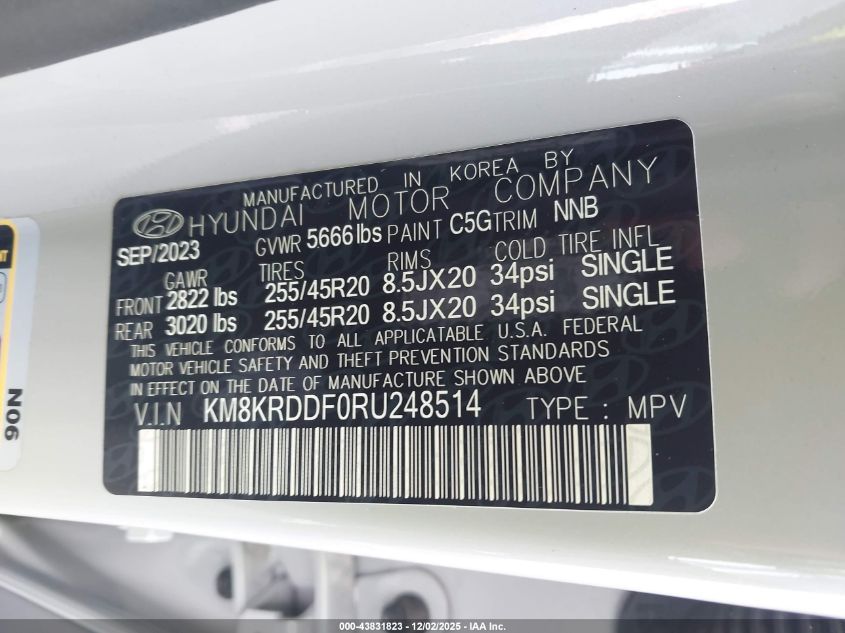 MANUFACTURED IN KOREA BY
HYUNDAI MOTOR COMPANY
SEP/2023 GVWR 5666 lbs PAINT C5G TRIM NNB
GAWR TIRES RIMS COLD TIRE INFL
FRONT 2822 lbs 255/45R20 8.5JX20 34psi SINGLE
REAR 3020 lbs 255/45R20 8.5JX20 34psi SINGLE
THIS VEHICLE CONFORMS TO ALL APPLICATABLE U.S.A. FEDERAL
MOTOR VEHICLE SAFETY AND THEFT PREVENTION STANDARDS
IN EFFECT ON THE DATE OF MANUFACTURE SHOWN ABOVE
V.I.N KM8KRDDF0RU248514 TYPE : MPV
N06
000-43831823 • 12/02/2025 - IAA Inc.